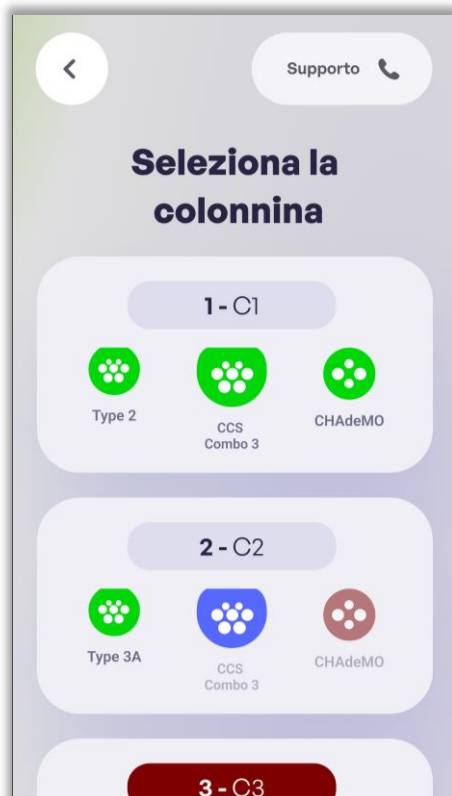 Supporto
Seleziona la
colonnina
1 - C1
Type 2
CCS
Combo 3
CHAdeMO
2 - C2
Type 3A
CCS
Combo 3
CHAdeMO
3 - C3